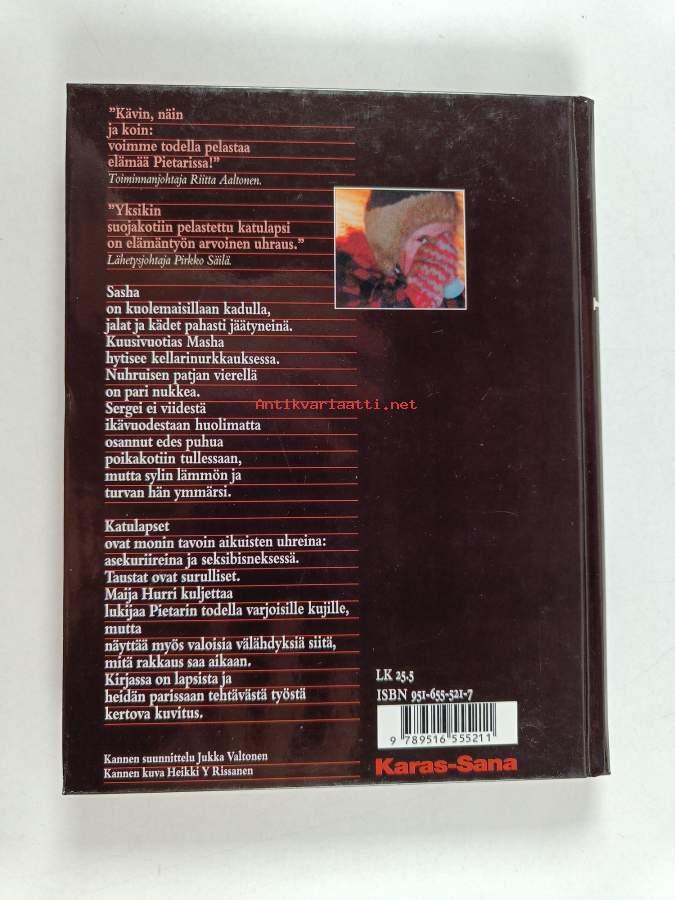 "Kävin, näin
ja koin:
voimme todella pelastaa
elämää Pietarissa!"
Toiminnanjohtaja Riitta Aaltonen.
"Yksikin
suojakotiin pelastettu katulapsi
on elämäntyön arvoinen uhraus."
Lähetysjohtaja Pirkko Säilä.
Sasha
on kuolemaisillaan kadulla,
jalat ja kädet pahasti jäätyneinä.
Kuusivuotias Masha
hytisee kellarinurkkauksessa.
Nuhruisen patjan vierellä
on pari nukkea.
Sergei ei viidestä
ikävuodestaan huolimatta
osannut edes puhua
poikakotiin tullessaan,
mutta sylin lämmön ja
turvan hän ymmärsi.
Katulapset
ovat monin tavoin aikuisten uhreina:
asekuriireina ja seksibisneksessä.
Taustat ovat surulliset.
Maija Hurri kuljettaa
lukijaa Pietarin todella varjoisille kujille,
mutta
näyttää myös valoisia välähdyksiä siitä,
mitä rakkaus saa aikaan.
Kirjassa on lapsista ja
heidän parissaan tehtävästä työstä
kertova kuvitus.
Kannen suunnittelu Jukka Valtonen
Kannen kuva Heikki Y Rissanen
Antikvariaatti.net
LK 25.5
ISBN 951-655-521-7
9 789516 555211
Karas-Sana